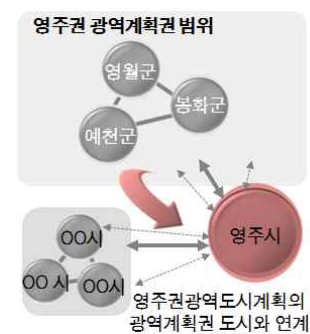 영주권 광역계획권 범위
영월군
봉화군
예천군
영주시
OO시
OO 시
OO시
영주권광역도시계획의
광역계획권 도시와 연계